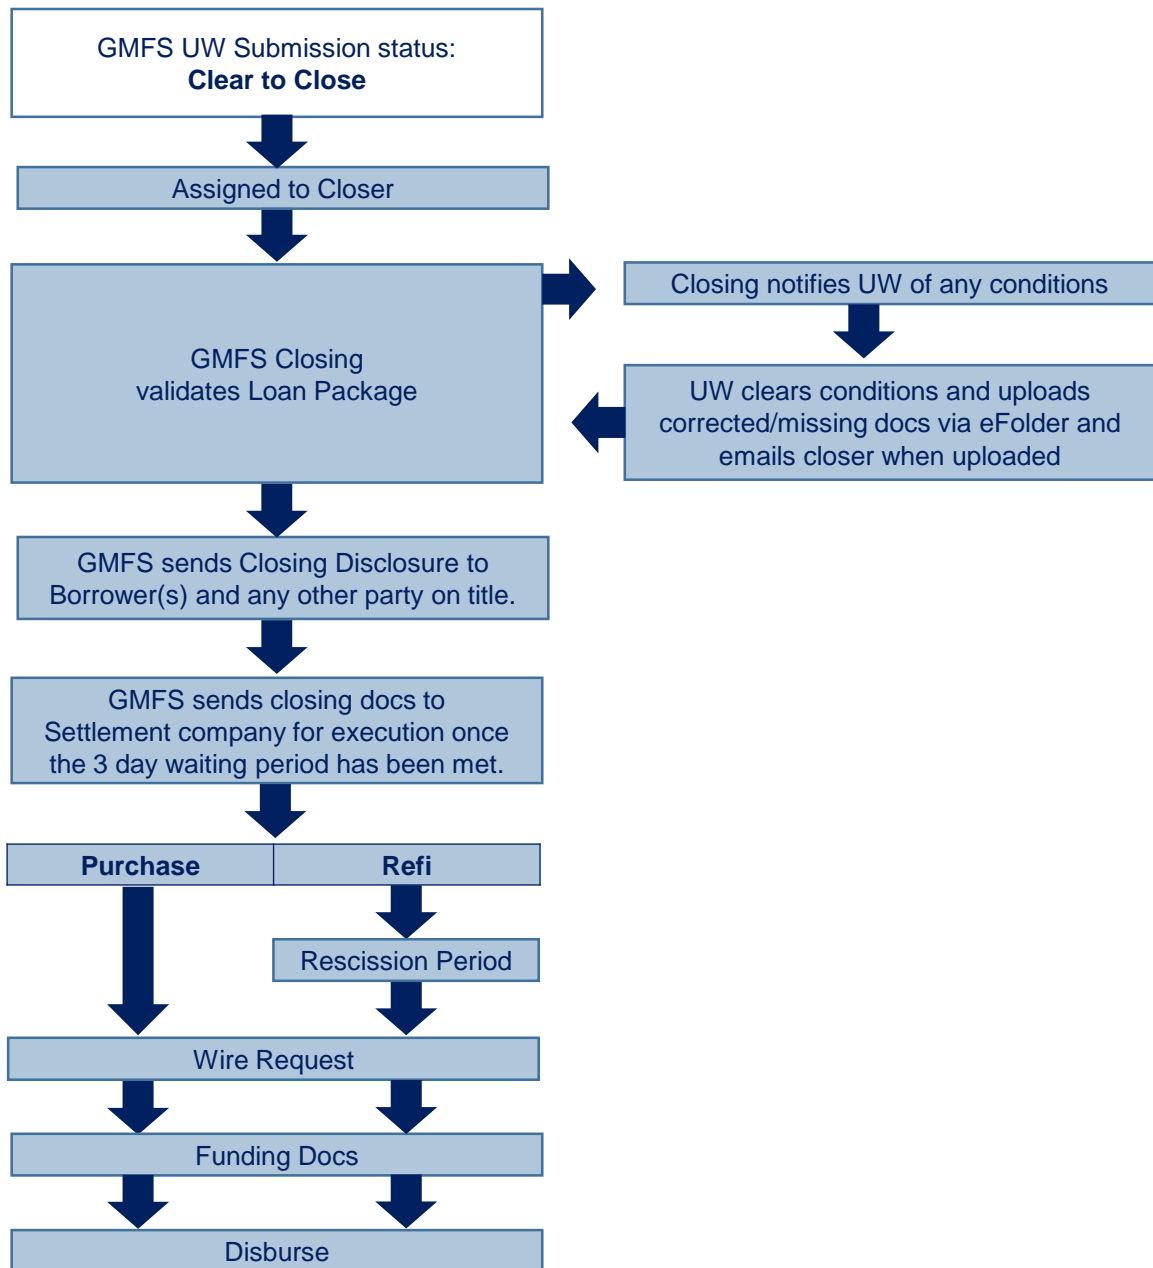 GMFS UW Submission status:
Clear to Close
Assigned to Closer
GMFS Closing
validates Loan Package
Closing notifies UW of any conditions
UW clears conditions and uploads
corrected/missing docs via eFolder and
emails closer when uploaded
GMFS sends Closing Disclosure to
Borrower(s) and any other party on title.
GMFS sends closing docs to
Settlement company for execution once
the 3 day waiting period has been met.
Purchase
Refi
Rescission Period
Wire Request
Funding Docs
Disburse